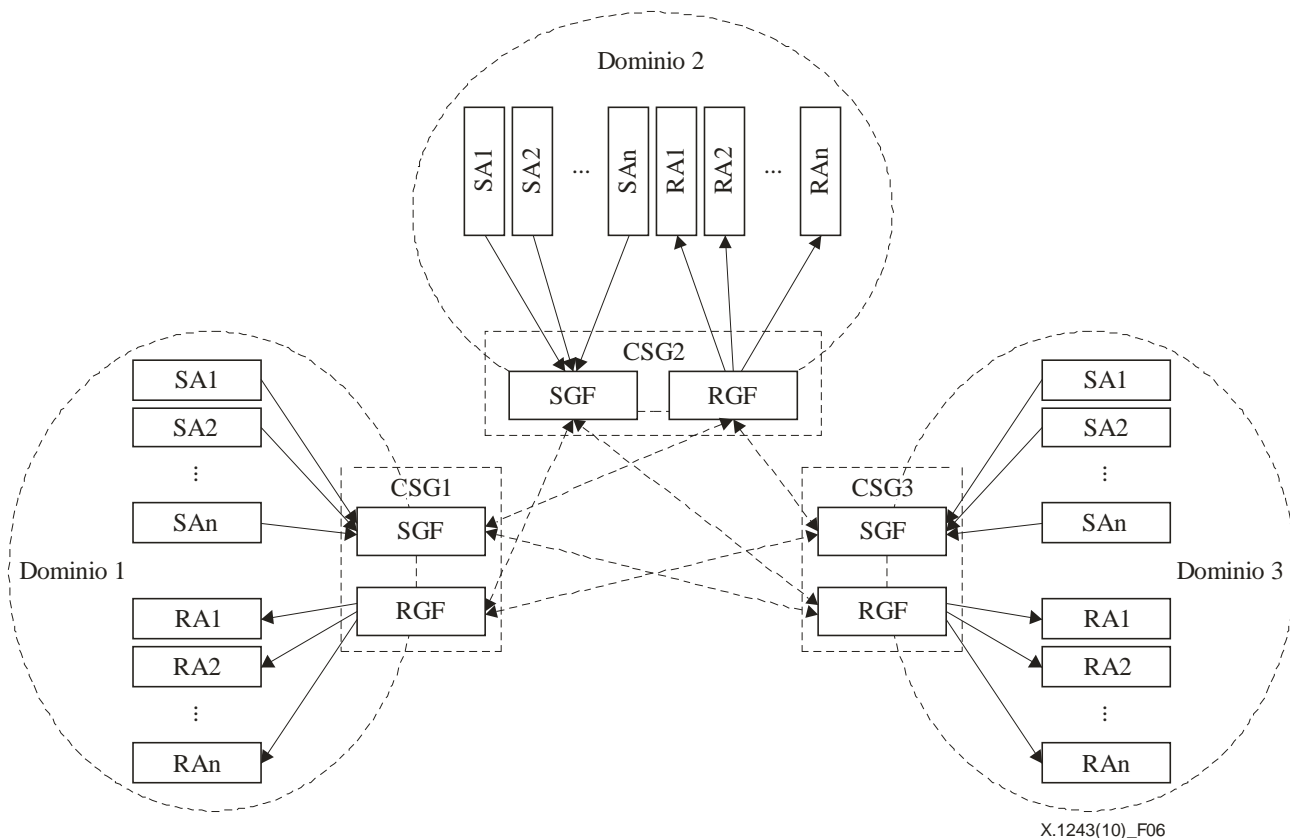 Dominio 2
SA1
SA2
...
SAn
RA1
RA2
...
RAn
CSG2
SGF
RGF
Dominio 1
SA1
SA2
...
SAn
CSG1
SGF
RGF
RA1
RA2
...
RAn
CSG3
SGF
RGF
SA1
SA2
...
SAn
Dominio 3
RA1
RA2
...
RAn
X.1243(10)_F06